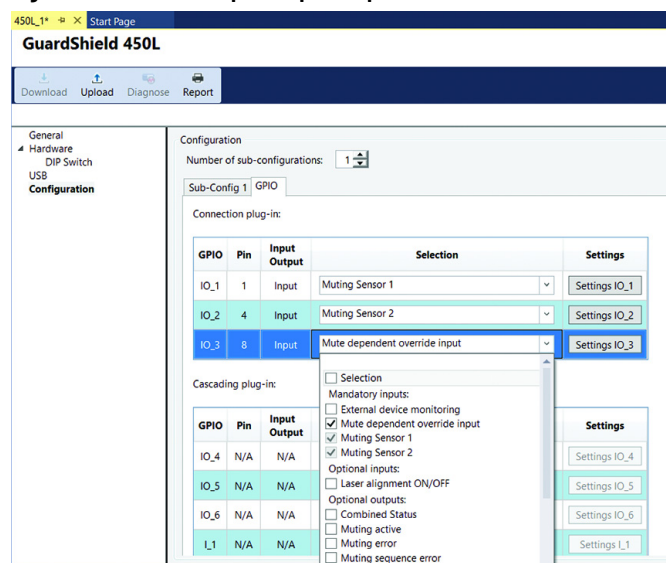 450L_1* Start Page
GuardShield 450L
Download Upload Diagnose Report
General
Hardware
DIP Switch
USB
Configuration
Configuration
Number of sub-configurations: 1
Sub-Config 1 GPIO
Connection plug-in:
GPIO Pin Input Output Selection Settings
IO_1 1 Input Muting Sensor 1 Settings IO_1
IO_2 4 Input Muting Sensor 2 Settings IO_2
IO_3 8 Input Mute dependent override input Settings IO_3
Cascading plug-in:
GPIO Pin Input Output Settings
IO_4 N/A N/A Settings IO_4
IO_5 N/A N/A Settings IO_5
IO_6 N/A N/A Settings IO_6
I_1 N/A N/A Settings I_1
Selection
Mandatory inputs:
External device monitoring
Mute dependent override input
Muting Sensor 1
Muting Sensor 2
Optional inputs:
Laser alignment ON/OFF
Optional outputs:
Combined Status
Muting active
Muting error
Muting sequence error